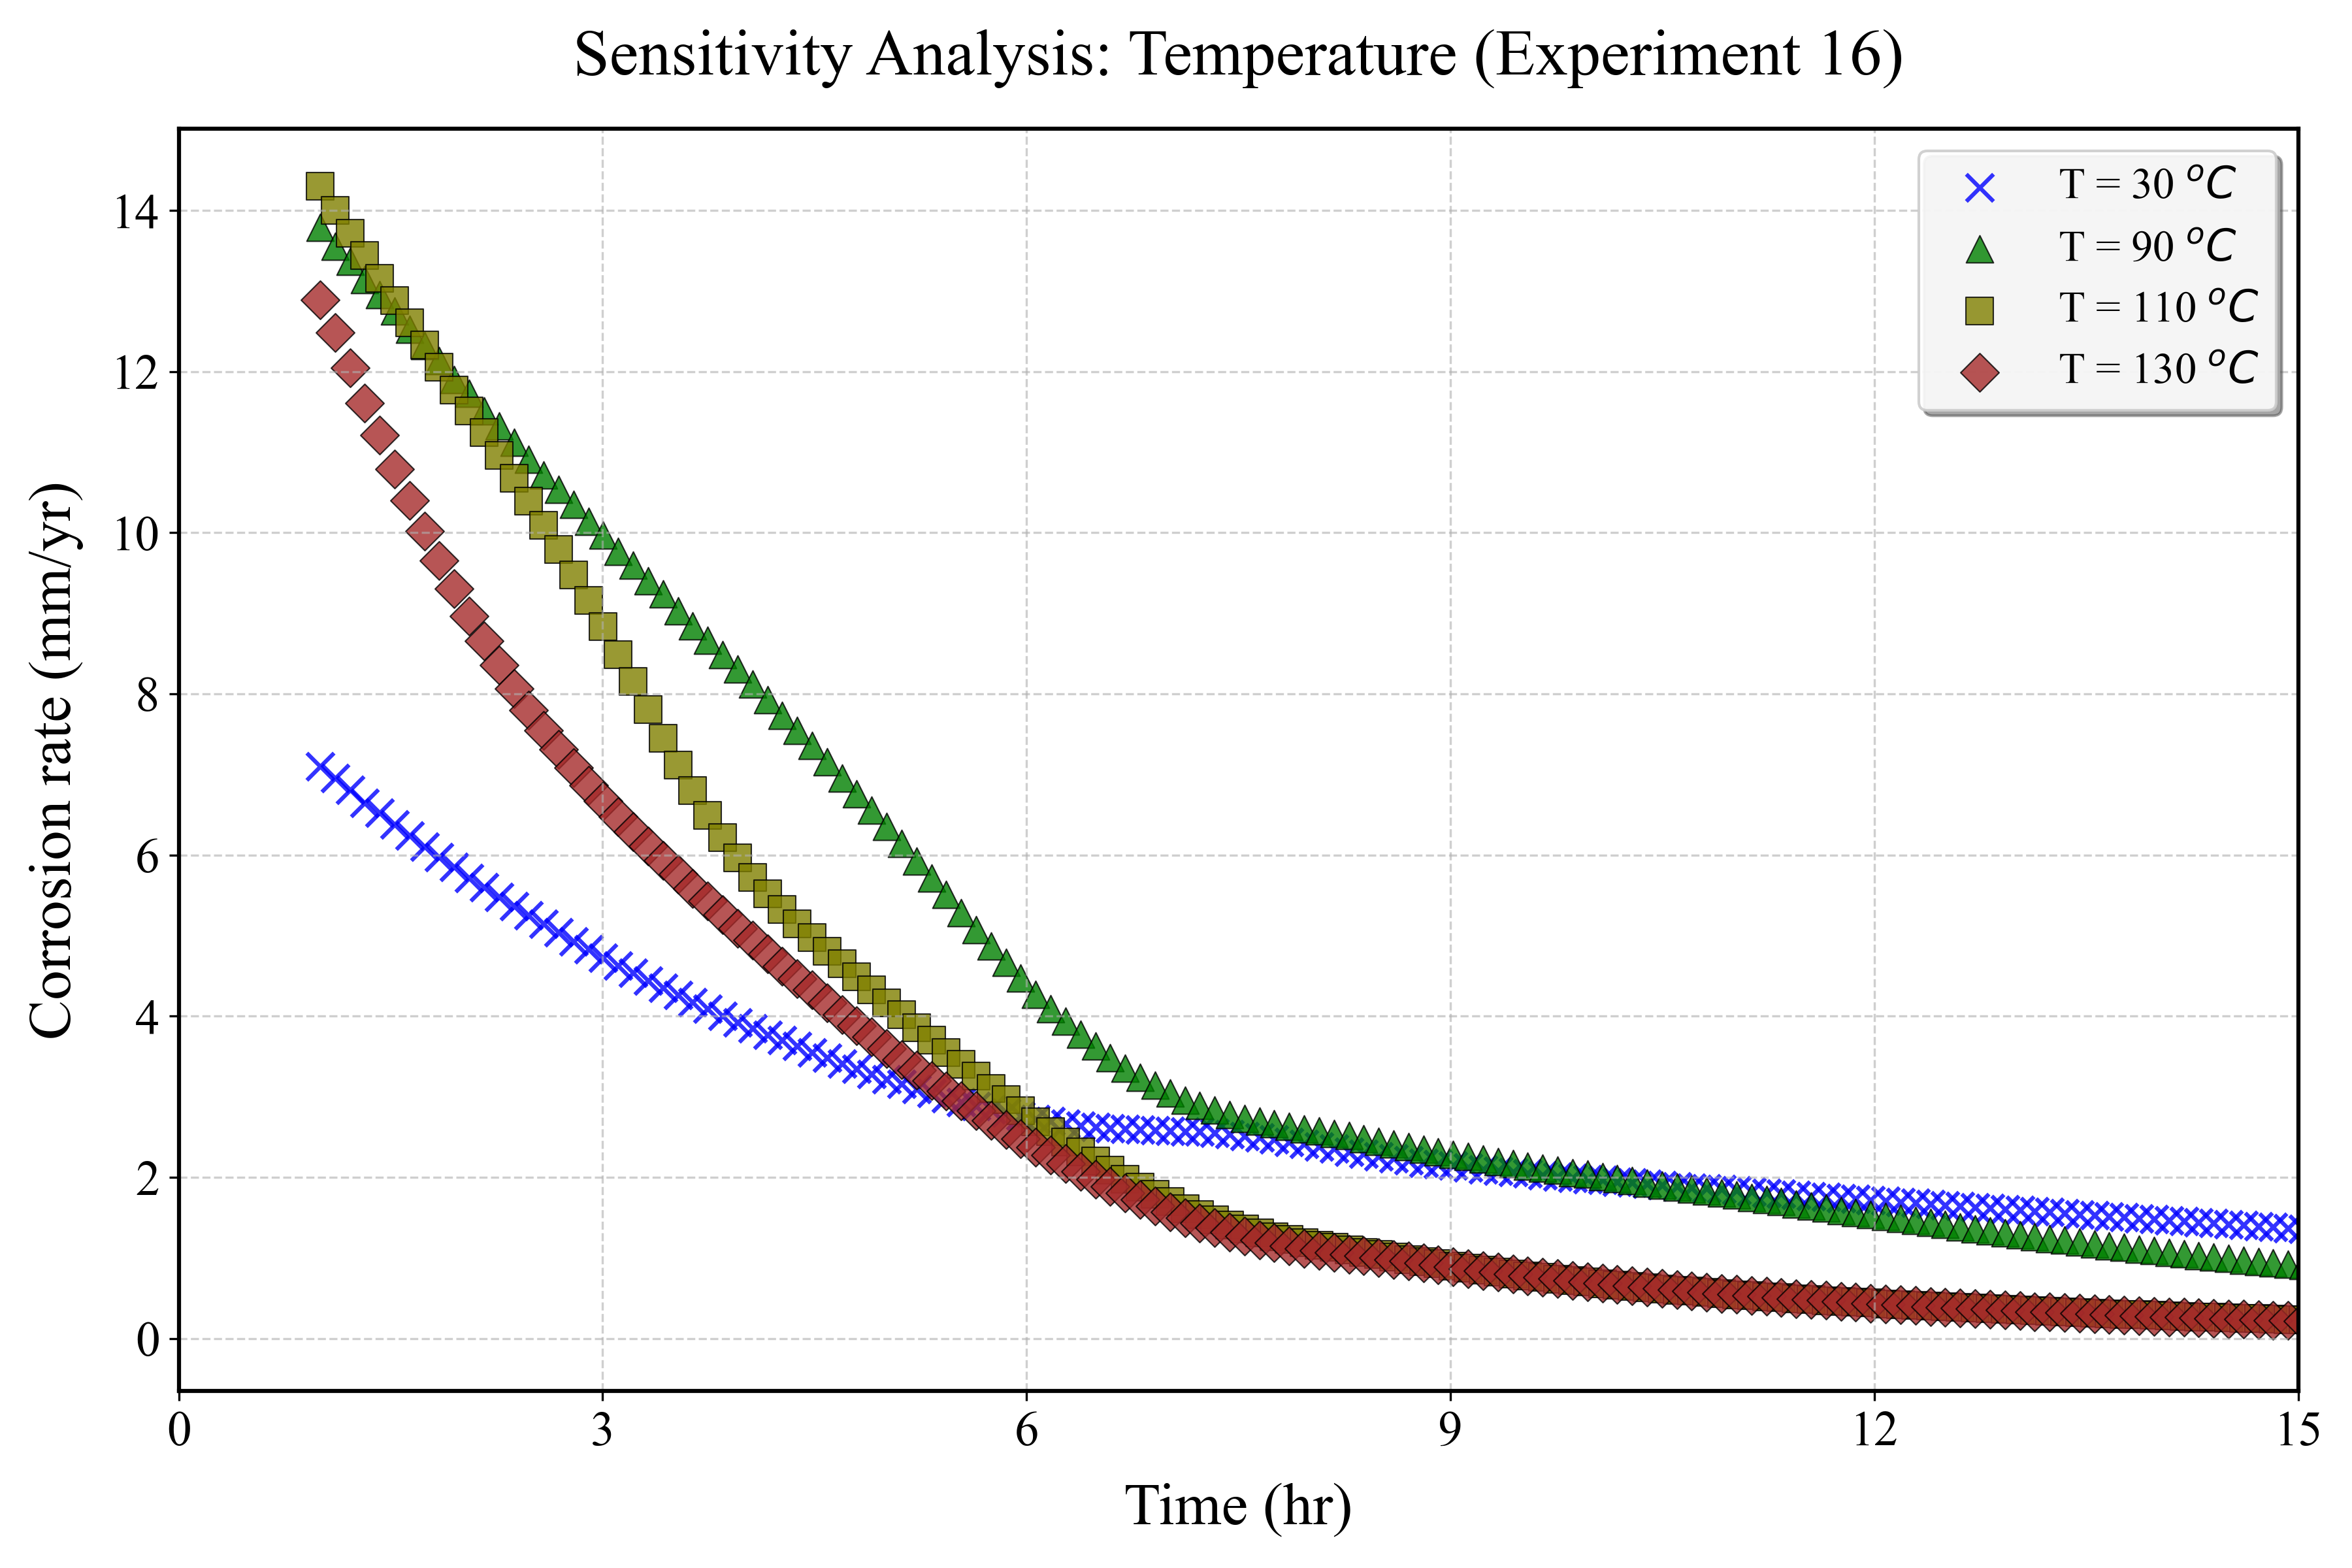 Sensitivity Analysis: Temperature (Experiment 16)
T = 30 °C
T = 90 °C
T = 110 °C
T = 130 °C
Corrosion rate (mm/yr)
14
12
10
8
6
4
2
0
0 3 6 9 12 15
Time (hr)